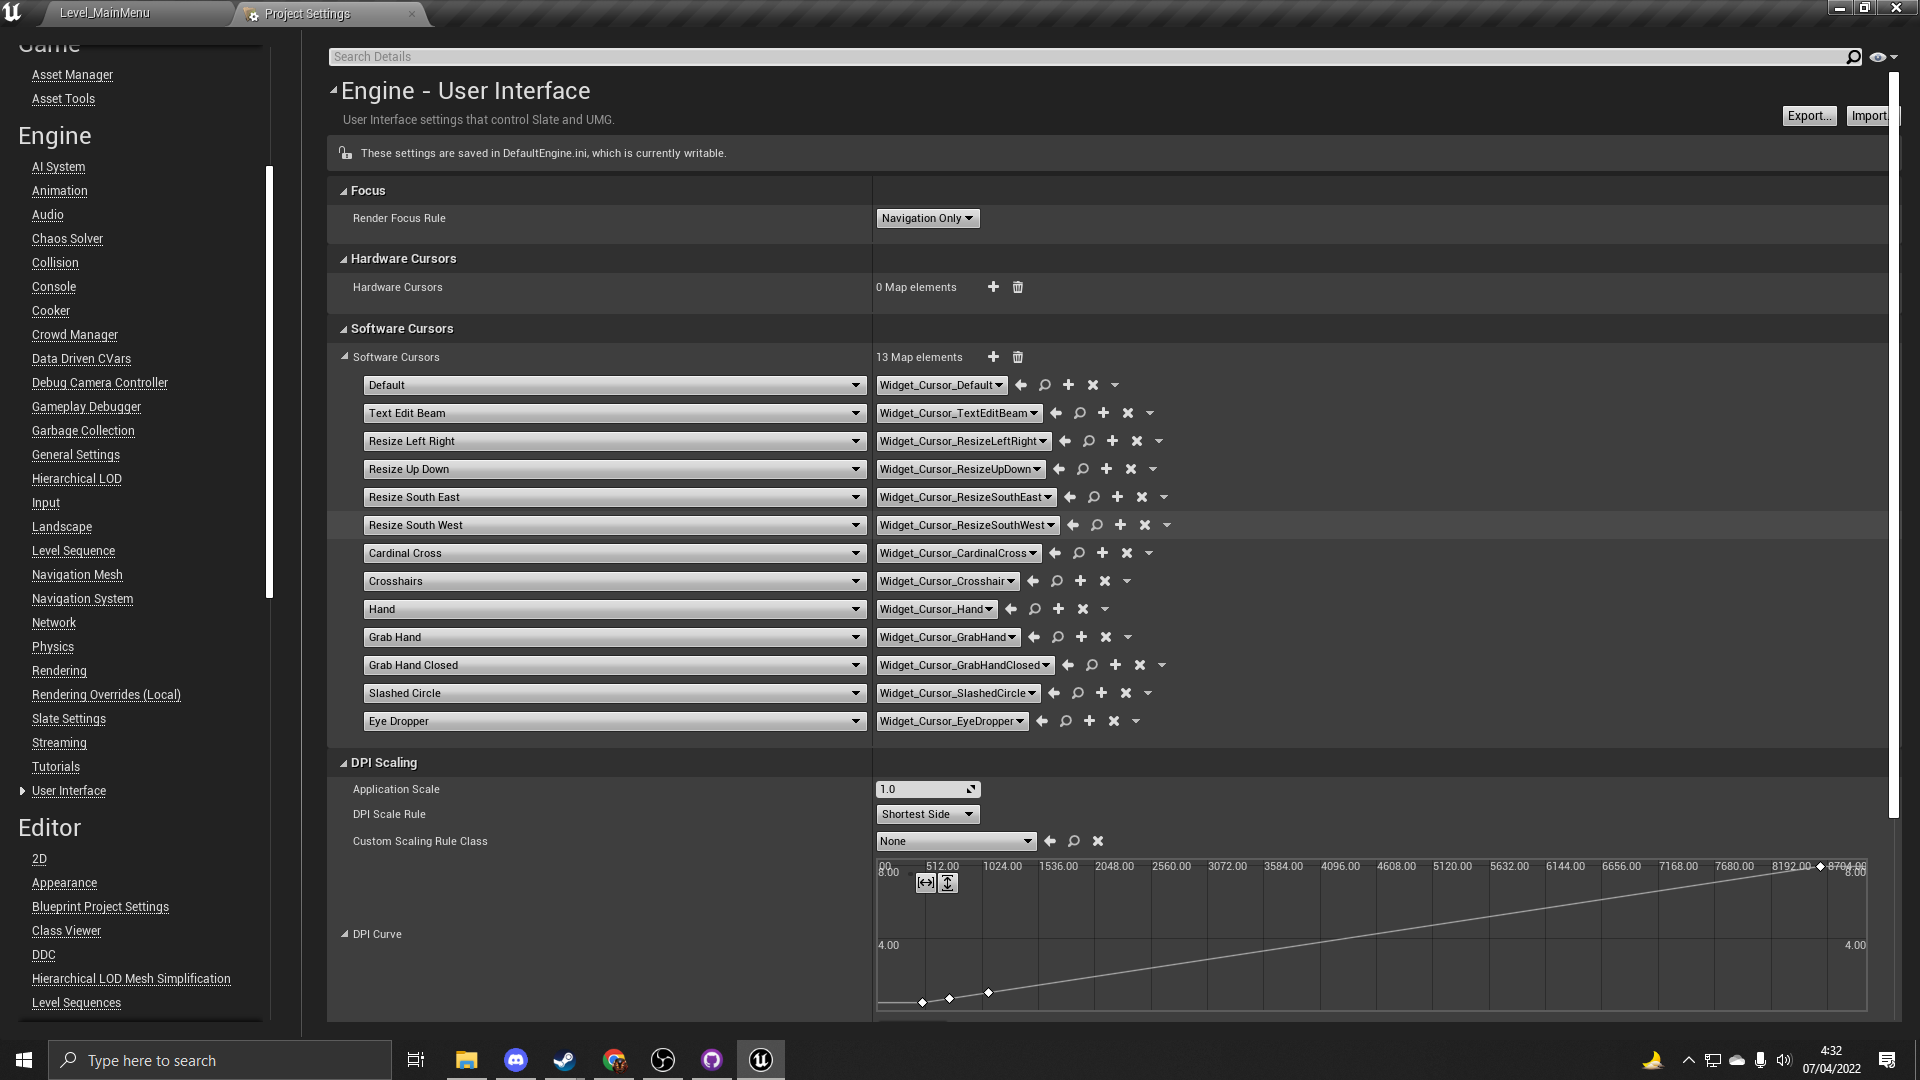 Level_MainMenu
Project Settings
Game
Asset Manager
Asset Tools
Engine
AI System
Animation
Audio
Chaos Solver
Collision
Console
Cooker
Crowd Manager
Data Driven CVars
Debug Camera Controller
Gameplay Debugger
Garbage Collection
General Settings
Hierarchical LOD
Input
Landscape
Level Sequence
Navigation Mesh
Navigation System
Network
Physics
Rendering
Rendering Overrides (Local)
Slate Settings
Streaming
Tutorials
User Interface
Editor
2D
Appearance
Blueprint Project Settings
Class Viewer
DDC
Hierarchical LOD Mesh Simplification
Level Sequences
Search Details
Engine - User Interface
User Interface settings that control Slate and UMG.
Export...
Import
These settings are saved in DefaultEngine.ini, which is currently writable.
Focus
Render Focus Rule
Navigation Only
Hardware Cursors
Hardware Cursors
0 Map elements
Software Cursors
Software Cursors
13 Map elements
Default
Widget_Cursor_Default
Text Edit Beam
Widget_Cursor_TextEditBeam
Resize Left Right
Widget_Cursor_ResizeLeftRight
Resize Up Down
Widget_Cursor_ResizeUpDown
Resize South East
Widget_Cursor_ResizeSouthEast
Resize South West
Widget_Cursor_ResizeSouthWest
Cardinal Cross
Widget_Cursor_CardinalCross
Crosshairs
Widget_Cursor_Crosshair
Hand
Widget_Cursor_Hand
Grab Hand
Widget_Cursor_GrabHand
Grab Hand Closed
Widget_Cursor_GrabHandClosed
Slashed Circle
Widget_Cursor_SlashedCircle
Eye Dropper
Widget_Cursor_EyeDropper
DPI Scaling
Application Scale
1.0
DPI Scale Rule
Shortest Side
Custom Scaling Rule Class
None
DPI Curve
00 512.00 1024.00 1536.00 2048.00 2560.00 3072.00 3584.00 4096.00 4608.00 5120.00 5632.00 6144.00 6656.00 7168.00 7680.00 8192.00 8704.00
8.00 8.00
4.00 4.00
Type here to search
4:32
07/04/2022